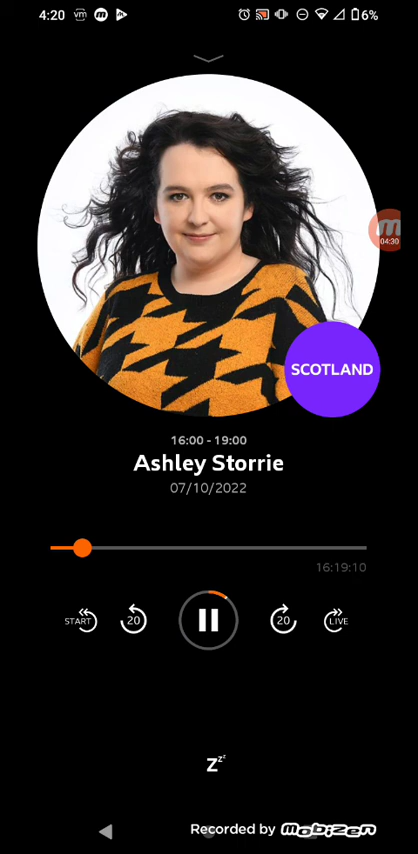 4:20 vm 6%
04:30
SCOTLAND
16:00 - 19:00
Ashley Storrie
07/10/2022
16:19:10
START 20 20 LIVE
Z z z
Recorded by Mobizen